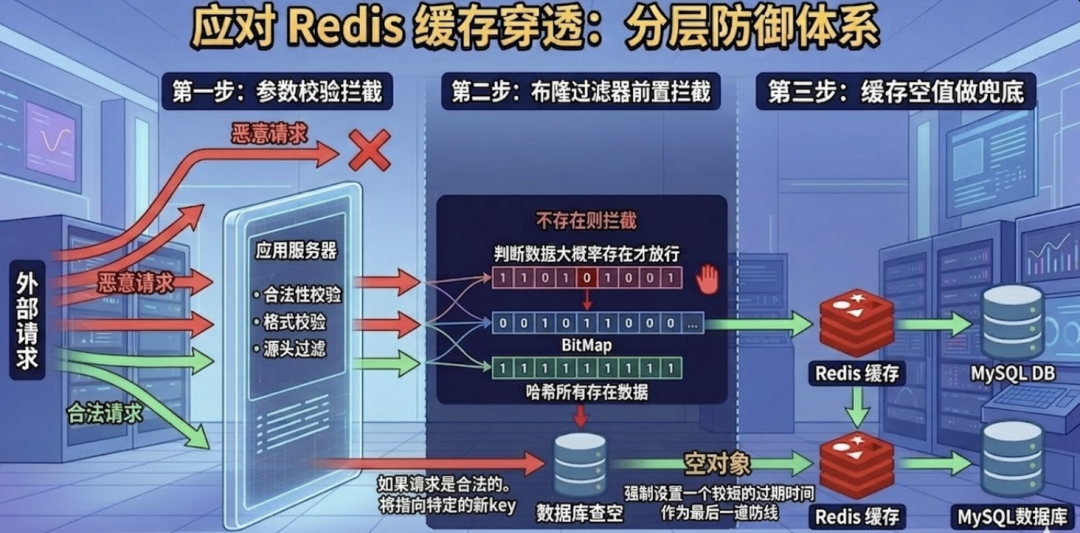 应对 Redis 缓存穿透：分层防御体系
第一步：参数校验拦截
第二步：布隆过滤器前置拦截
第三步：缓存空值做兜底
恶意请求
外部请求
恶意请求
合法请求
应用服务器
·合法性校验
·格式校验
·源头过滤
不存在则拦截
判断数据大概率存在才放行
1 1 0 1 0 1 0 0 1
0 0 1 0 1 1 0 0 0 ...
BitMap
1 1 1 1 1 1 1 1 1
哈希所有存在数据
Redis 缓存
MySQL DB
如果请求是合法的。
将指向特定的新key
数据库查空
空对象
强制设置一个较短的过期时间
作为最后一道防线
Redis 缓存
MySQL数据库